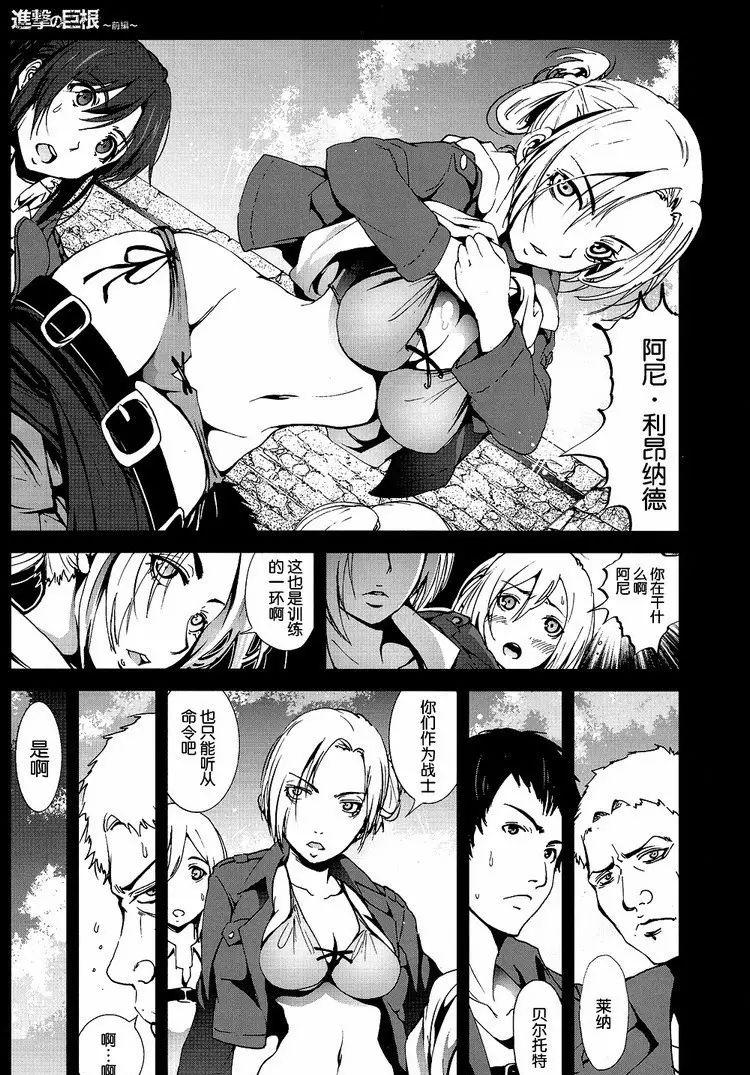 進撃の巨根 ～前編～
阿尼・利昂纳德
你在干什
么啊
阿尼
这也是训练
的一环啊
莱纳
贝尔托特
你们作为战士
也只能听从
命令吧
是啊
啊……啊